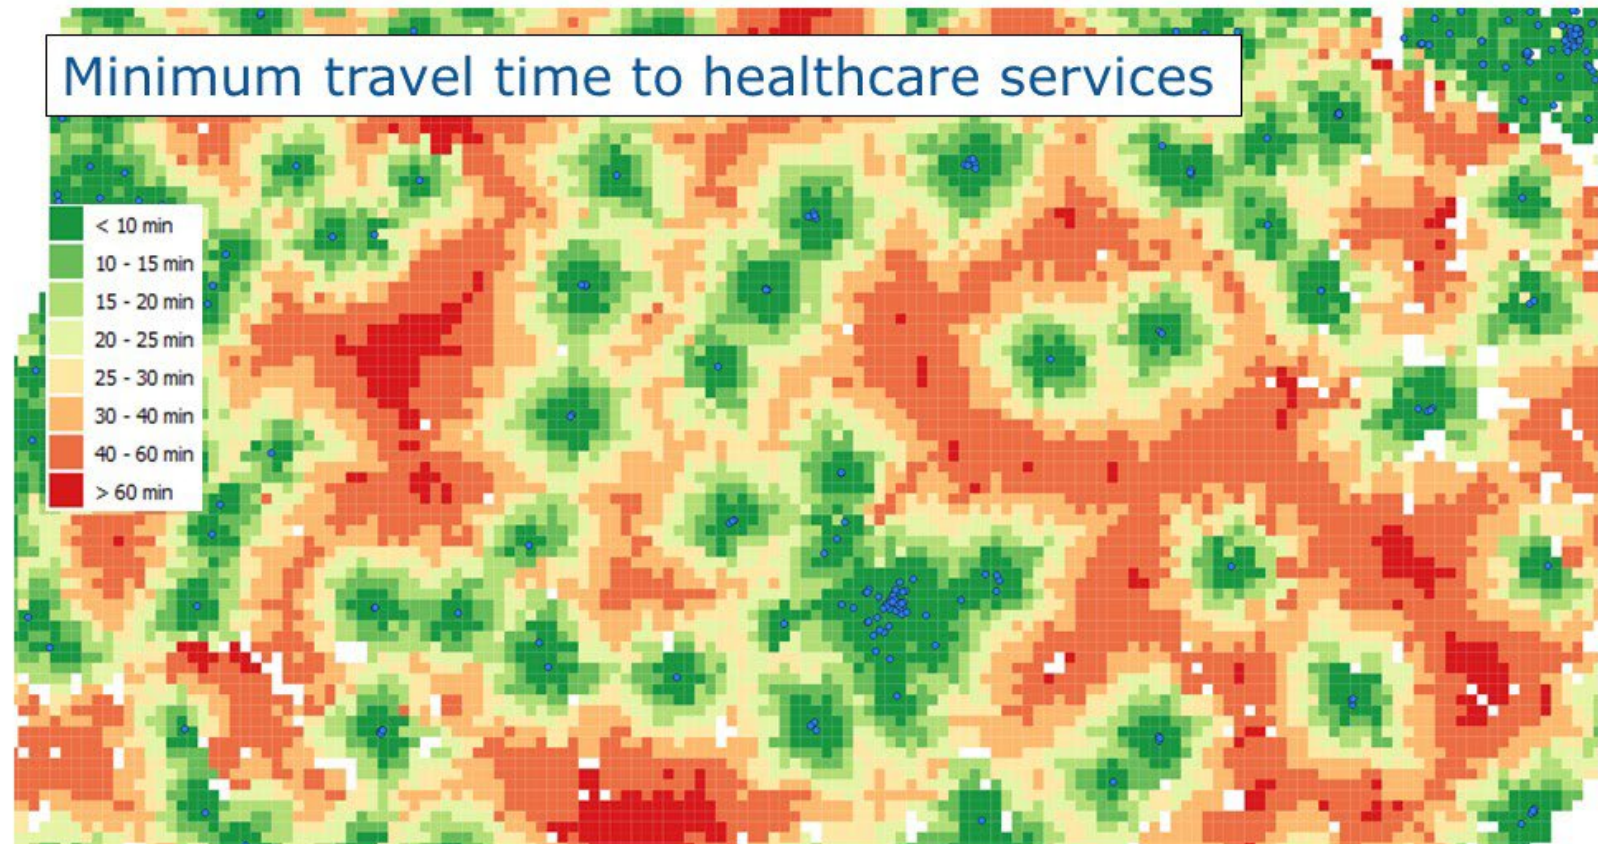 Minimum travel time to healthcare services
< 10 min
10 - 15 min
15 - 20 min
20 - 25 min
25 - 30 min
30 - 40 min
40 - 60 min
> 60 min